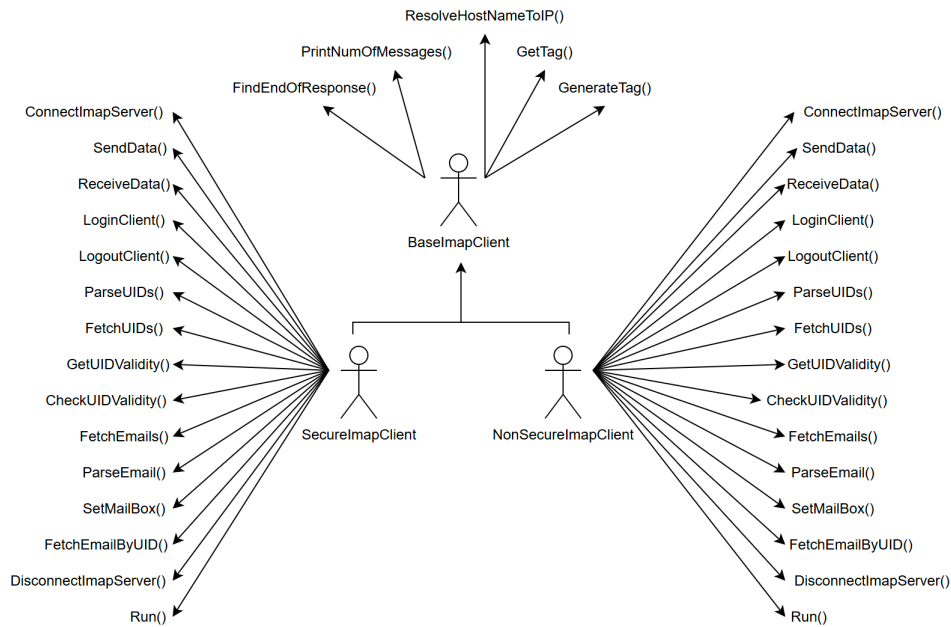 ResolveHostNameToIP()
PrintNumOfMessages()
GetTag()
FindEndOfResponse()
GenerateTag()
BaseImapClient
ConnectImapServer()
SendData()
ReceiveData()
LoginClient()
LogoutClient()
ParseUIDs()
FetchUIDs()
GetUIDValidity()
CheckUIDValidity()
FetchEmails()
ParseEmail()
SetMailBox()
FetchEmailByUID()
DisconnectImapServer()
Run()
SecureImapClient
NonSecureImapClient
ConnectImapServer()
SendData()
ReceiveData()
LoginClient()
LogoutClient()
ParseUIDs()
FetchUIDs()
GetUIDValidity()
CheckUIDValidity()
FetchEmails()
ParseEmail()
SetMailBox()
FetchEmailByUID()
DisconnectImapServer()
Run()